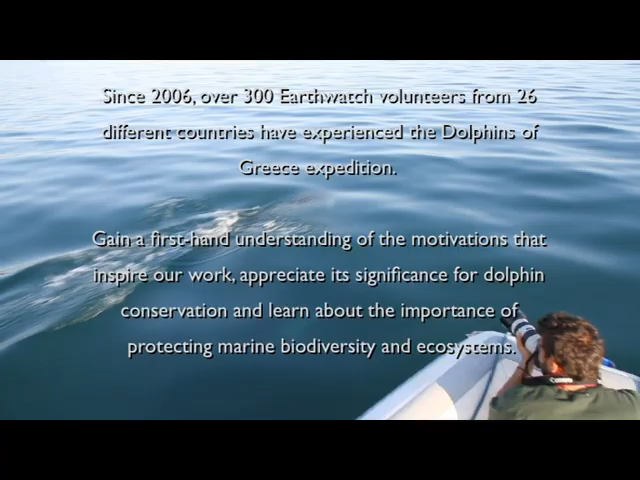 Since 2006, over 300 Earthwatch volunteers from 26
different countries have experienced the Dolphins of
Greece expedition.
Gain a first-hand understanding of the motivations that
inspire our work, appreciate its significance for dolphin
conservation and learn about the importance of
protecting marine biodiversity and ecosystems.
Canon